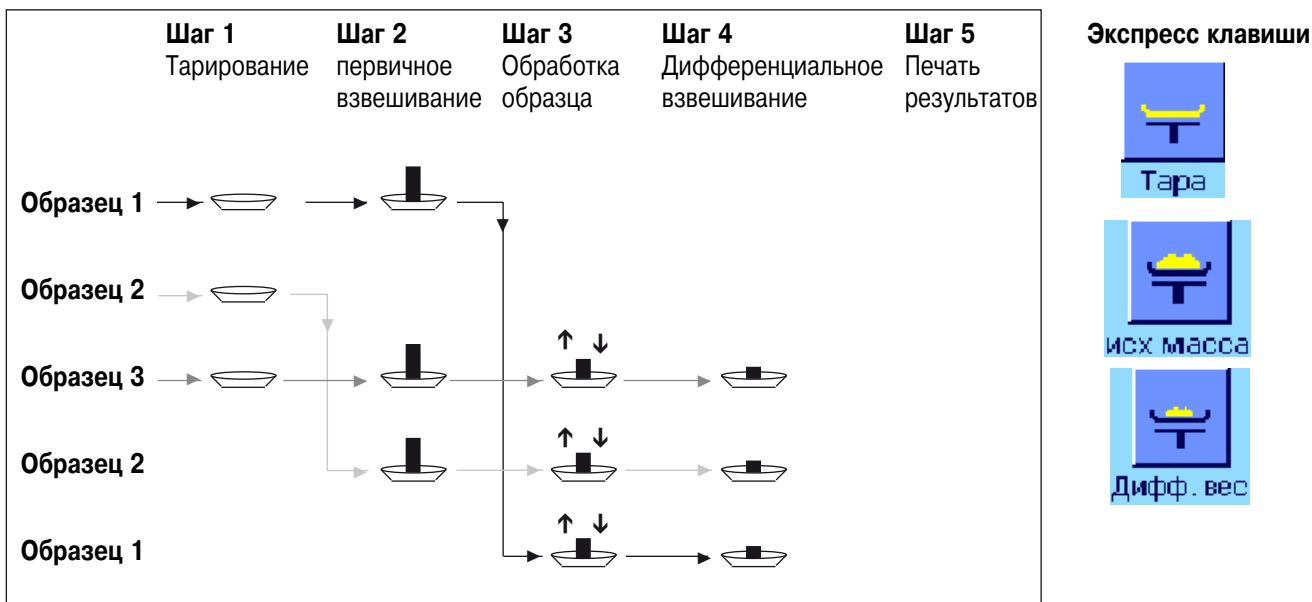 Шаг 1 Шаг 2 Шаг 3 Шаг 4 Шаг 5 Экспресс клавиши
Тарирование первичное Обработка Дифференциальное Печать
взвешивание образца взвешивание результатов
Тара
Образец 1
исх масса
Образец 2
Образец 3
Дифф.вес
Образец 2
Образец 1